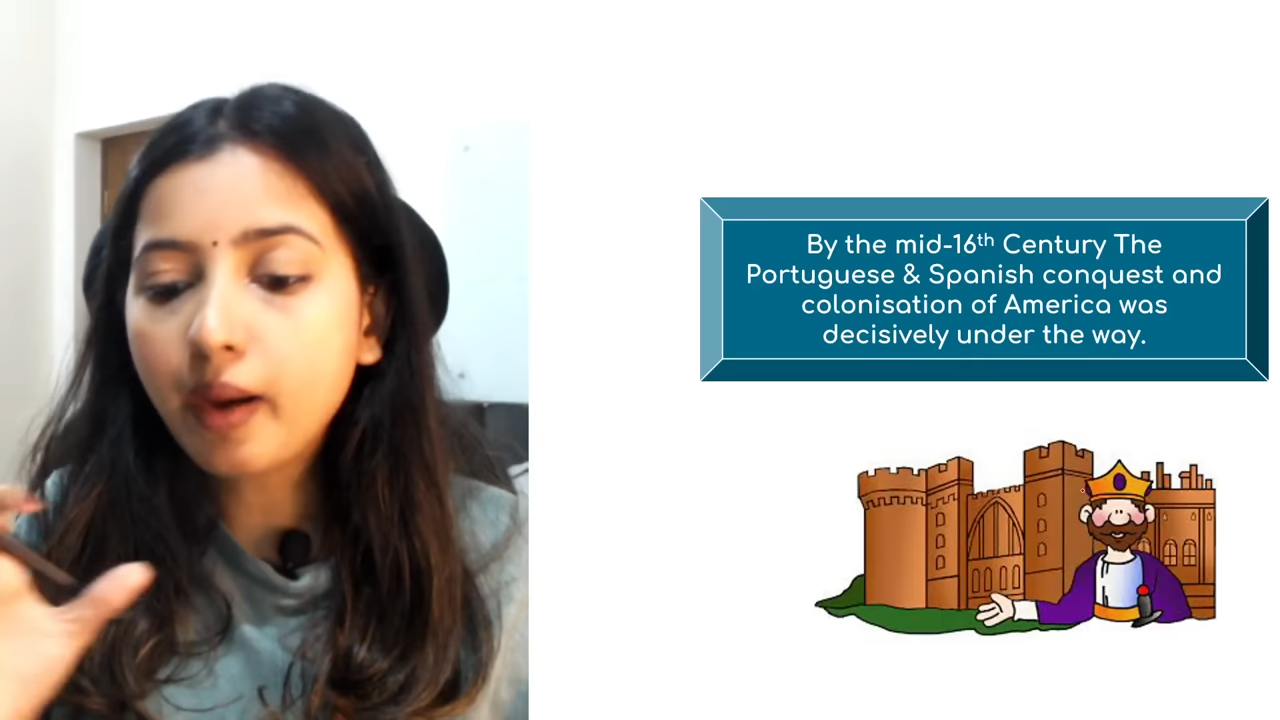 By the mid-16th Century The
Portuguese & Spanish conquest and
colonisation of America was
decisively under the way.